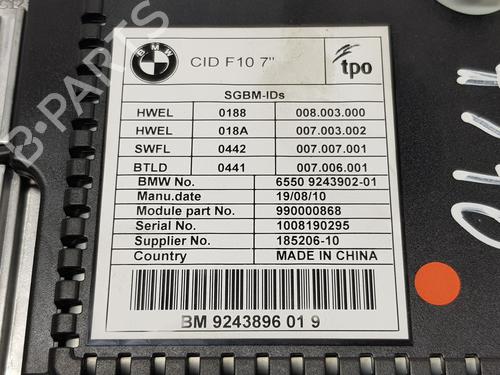 BMW
CID F10 7"
tpo
SGBM-IDs
HWEL 0188 008.003.000
HWEL 018A 007.003.002
SWFL 0442 007.007.001
BTLD 0441 007.006.001
BMW No. 6550 9243902-01
Manu.date 19/08/10
Module part No. 990000868
Serial No. 1008190295
Supplier No. 185206-10
Country MADE IN CHINA
BM 9243896 01 9
B-PARTS